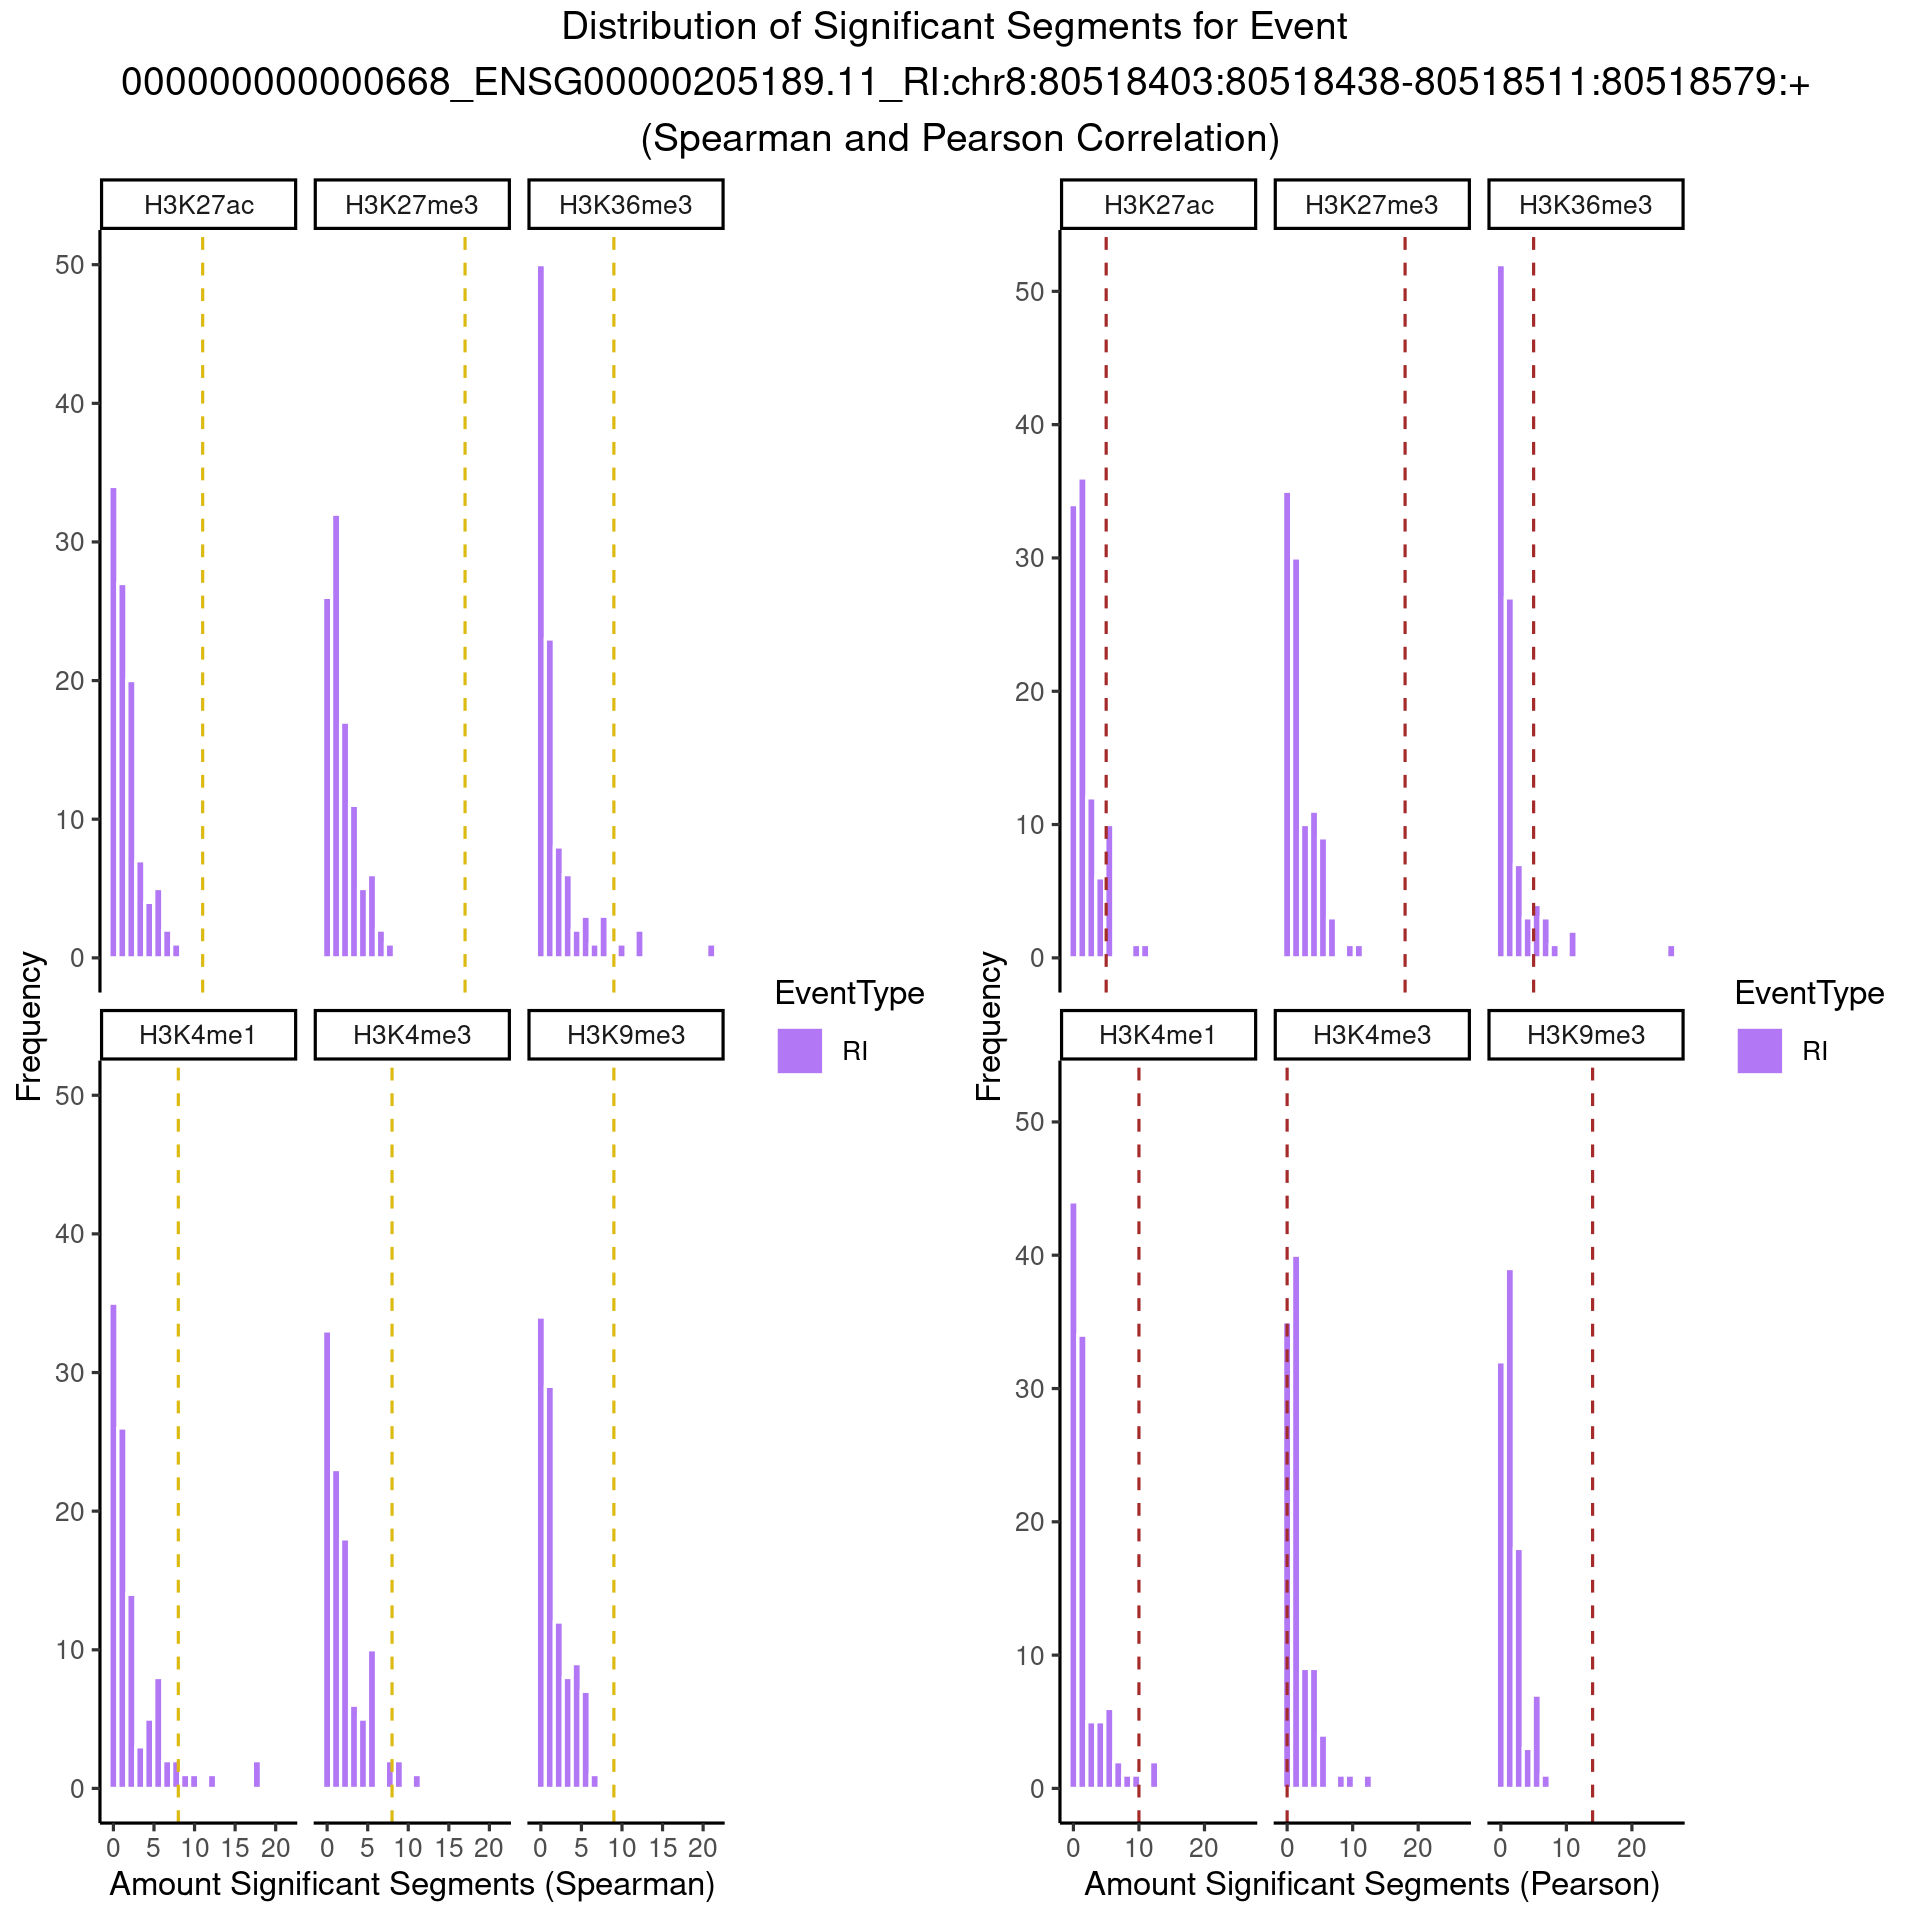 Distribution of Significant Segments for Event
000000000000668_ENSG00000205189.11_RI:chr8:80518403:80518438-80518511:80518579:+
(Spearman and Pearson Correlation)
H3K27ac H3K27me3 H3K36me3
50
40
30
20
10
0
H3K4me1 H3K4me3 H3K9me3
50
40
30
20
10
0
0 5 10 15 20 0 5 10 15 20 0 5 10 15 20
Amount Significant Segments (Spearman)
Frequency
EventType
RI
H3K27ac H3K27me3 H3K36me3
50
40
30
20
10
0
H3K4me1 H3K4me3 H3K9me3
50
40
30
20
10
0
0 10 20 0 10 20 0 10 20
Amount Significant Segments (Pearson)
Frequency
EventType
RI